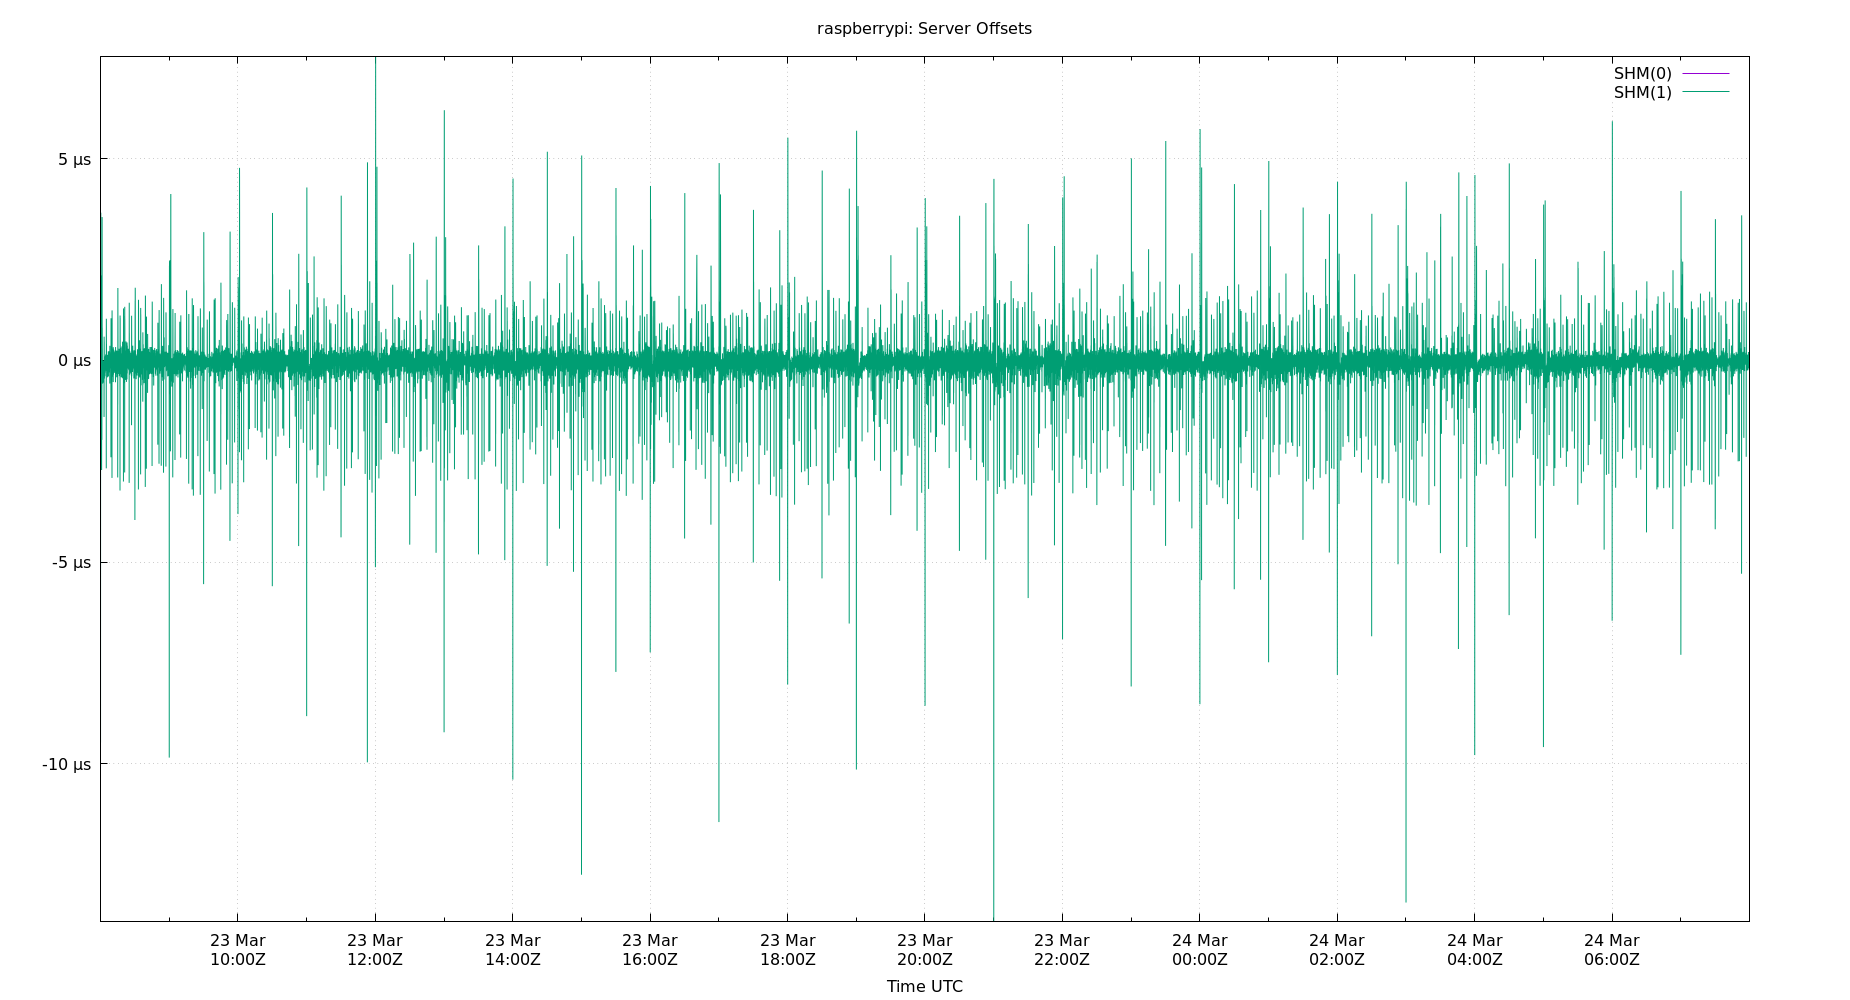 raspberrypi: Server Offsets
SHM(0)
SHM(1)
5 µs
0 µs
-5 µs
-10 µs
23 Mar 23 Mar 23 Mar 23 Mar 23 Mar 23 Mar 23 Mar 24 Mar 24 Mar 24 Mar 24 Mar
10:00Z 12:00Z 14:00Z 16:00Z 18:00Z 20:00Z 22:00Z 00:00Z 02:00Z 04:00Z 06:00Z
Time UTC